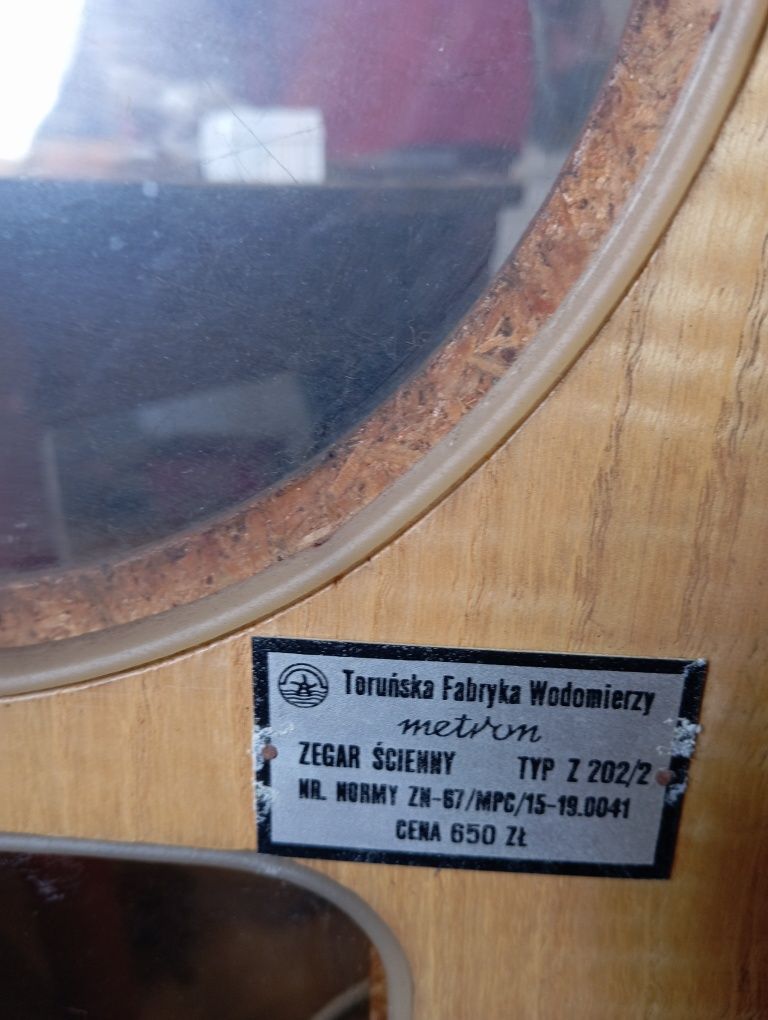 Toruńska Fabryka Wodomierzy
metron
ZEGAR ŚCIENNY TYP Z 202/2
NR. NORMY ZN-67/MPC/15-19.0041
CENA 650 ZŁ